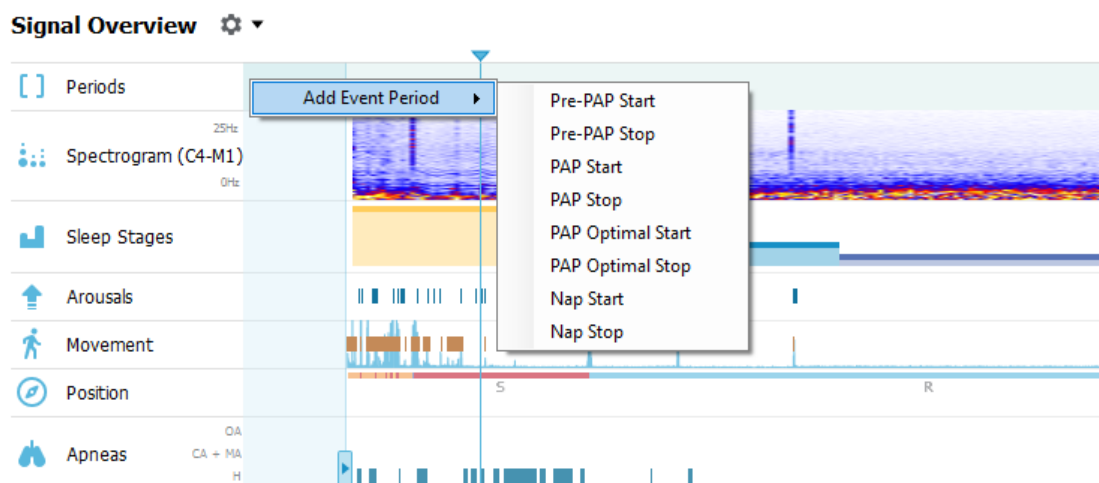 Signal Overview
Periods
Add Event Period
Pre-PAP Start
Pre-PAP Stop
PAP Start
PAP Stop
PAP Optimal Start
PAP Optimal Stop
Nap Start
Nap Stop
25Hz
Spectrogram (C4-M1)
0Hz
Sleep Stages
Arousals
Movement
Position
S
R
OA
Apneas
CA + MA
H